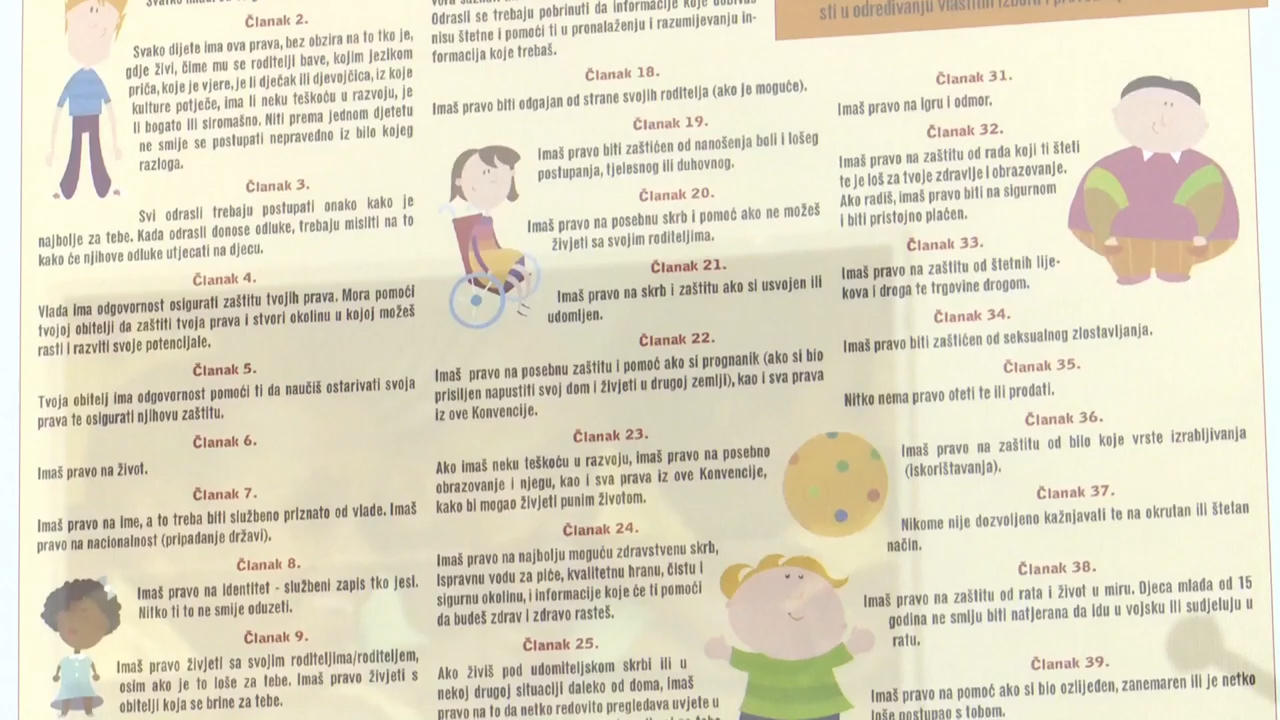 Članak 2.
Svako dijete ima ova prava, bez obzira na to tko je,
gdje živi, čime mu se roditelji bave, kojim jezikom
priča, koje je vjere, je li dječak ili djevojčica, iz koje
kulture potječe, ima li neku teškoću u razvoju, je
li bogato ili siromašno. Niti prema jednom djetetu
ne smije se postupati nepravedno iz bilo kojeg
razloga.
Članak 3.
Svi odrasli trebaju postupati onako kako je
najbolje za tebe. Kada odrasli donose odluke, trebaju misliti na to
kako će njihove odluke utjecati na djecu.
Članak 4.
Vlada ima odgovornost osigurati zaštitu tvojih prava. Mora pomoći
tvojoj obitelji da zaštiti tvoja prava i stvori okolinu u kojoj možeš
rasti i razviti svoje potencijale.
Članak 5.
Tvoja obitelj ima odgovornost pomoći ti da naučiš ostarivati svoja
prava te osigurati njihovu zaštitu.
Članak 6.
Imaš pravo na život.
Članak 7.
Imaš pravo na ime, a to treba biti službeno priznato od vlade. Imaš
pravo na nacionalnost (pripadanje državi).
Članak 8.
Imaš pravo na identitet - službeni zapis tko jesi.
Nitko ti to ne smije oduzeti.
Članak 9.
Imaš pravo živjeti sa svojim roditeljima/roditeljem,
osim ako je to loše za tebe. Imaš pravo živjeti s
obitelji koja se brine za tebe.
Odrasli se trebaju pobrinuti da informacije koje
nisu štetne i pomoći ti u pronalaženju i razumijevanju in-
formacija koje trebaš.
Članak 18.
Imaš pravo biti odgajan od strane svojih roditelja (ako je moguće).
Članak 19.
Imaš pravo biti zaštićen od nanošenja boli i lošeg
postupanja, tjelesnog ili duhovnog.
Članak 20.
Imaš pravo na posebnu skrb i pomoć ako ne možeš
živjeti sa svojim roditeljima.
Članak 21.
Imaš pravo na skrb i zaštitu ako si usvojen ili
udomljen.
Članak 22.
Imaš pravo na posebnu zaštitu i pomoć ako si prognanik (ako si bio
prisiljen napustiti svoj dom i živjeti u drugoj zemlji), kao i sva prava
iz ove Konvencije.
Članak 23.
Ako imaš neku teškoću u razvoju, imaš pravo na posebno
obrazovanje i njegu, kao i sva prava iz ove Konvencije,
kako bi mogao živjeti punim životom.
Članak 24.
Imaš pravo na najbolju moguću zdravstvenu skrb,
ispravnu vodu za piće, kvalitetnu hranu, čistu i
sigurnu okolinu, i informacije koje će ti pomoći
da budeš zdrav i zdravo rasteš.
Članak 25.
Ako živiš pod udomiteljskom skrbi ili u
nekoj drugoj situaciji daleko od doma, imaš
pravo na to da netko redovito pregledava uvjete u
sti u određivanju vlastitih izbora i
Članak 31.
Imaš pravo na igru i odmor.
Članak 32.
Imaš pravo na zaštitu od rada koji ti šteti
te je loš za tvoje zdravlje i obrazovanje.
Ako radiš, imaš pravo biti na sigurnom
i biti pristojno plaćen.
Članak 33.
Imaš pravo na zaštitu od štetnih lije-
kova i droga te trgovine drogom.
Članak 34.
Imaš pravo biti zaštićen od seksualnog zlostavljanja.
Članak 35.
Nitko nema pravo oteti te ili prodati.
Članak 36.
Imaš pravo na zaštitu od bilo koje vrste izrabljivanja
(iskorištavanja).
Članak 37.
Nikome nije dozvoljeno kažnjavati te na okrutan ili štetan
način.
Članak 38.
Imaš pravo na zaštitu od rata i život u miru. Djeca mlađa od 15
godina ne smiju biti natjerana da idu u vojsku ili sudjeluju u
ratu.
Članak 39.
Imaš pravo na pomoć ako si bio ozlijeđen, zanemaren ili je netko
loše postupao s tobom.